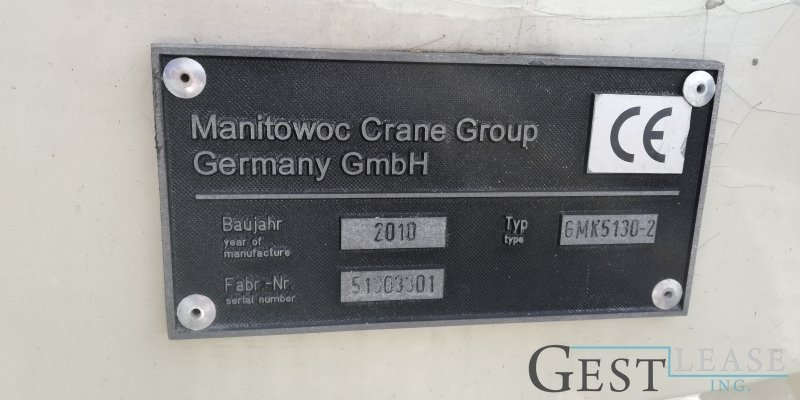 Manitowoc Crane Group
Germany GmbH
CE
Baujahr
year of
manufacture
2010
Typ
type
GMK5130-2
Fabr.-Nr.
serial number
GEST LEASE
ING.